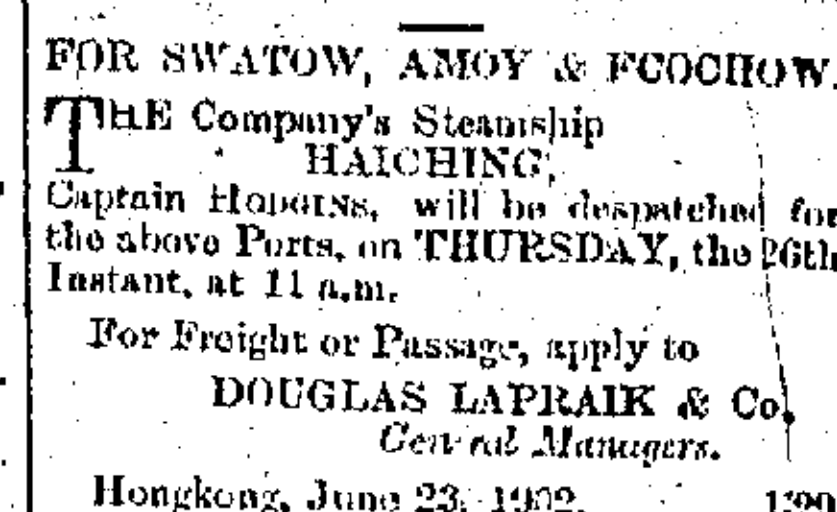 FOR SWATOW, AMOY & FOOCHOW.
THE Company's Steamship
HAICHING,
Captain HODGINS, will be despatched for
the above Ports, on THURSDAY, the 26th
Instant, at 11 a.m.
For Freight or Passage, apply to
DOUGLAS LAPRAIK & Co.
General Managers.
Hongkong, June 23, 1902.